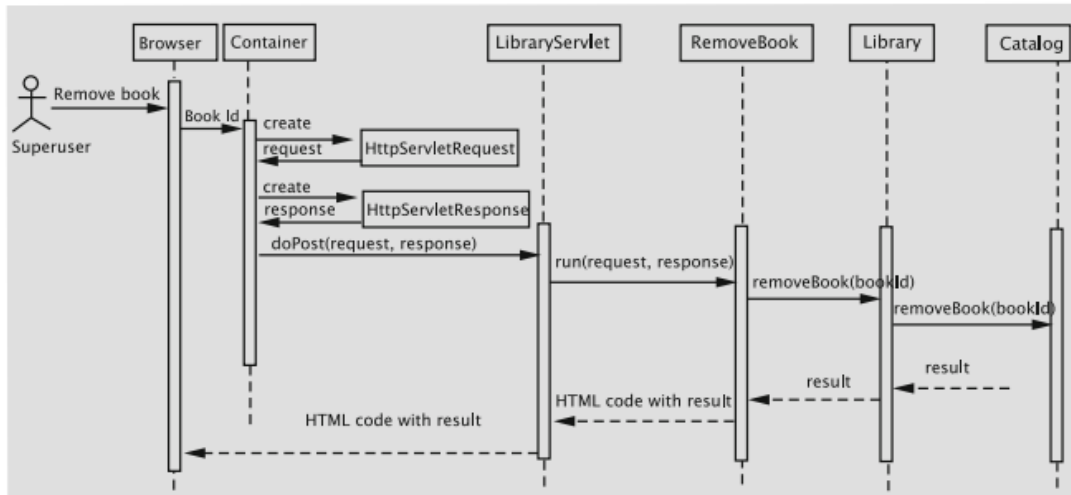 Browser
Container
LibraryServlet
RemoveBook
Library
Catalog
Remove book
Superuser
Book Id
create
request
HttpServletRequest
create
response
HttpServletResponse
doPost(request, response)
run(request, response)
removeBook(bookId)
removeBook(bookId)
result
result
HTML code with result
HTML code with result